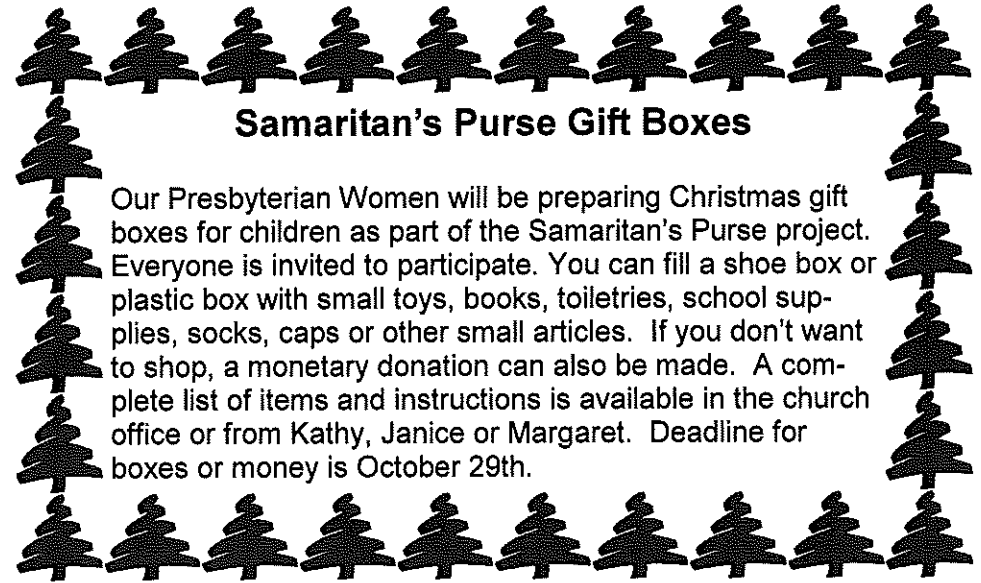 Samaritan's Purse Gift Boxes
Our Presbyterian Women will be preparing Christmas gift
boxes for children as part of the Samaritan's Purse project.
Everyone is invited to participate. You can fill a shoe box or
plastic box with small toys, books, toiletries, school sup-
plies, socks, caps or other small articles.  If you don't want
to shop, a monetary donation can also be made.  A com-
plete list of items and instructions is available in the church
office or from Kathy, Janice or Margaret.  Deadline for
boxes or money is October 29th.